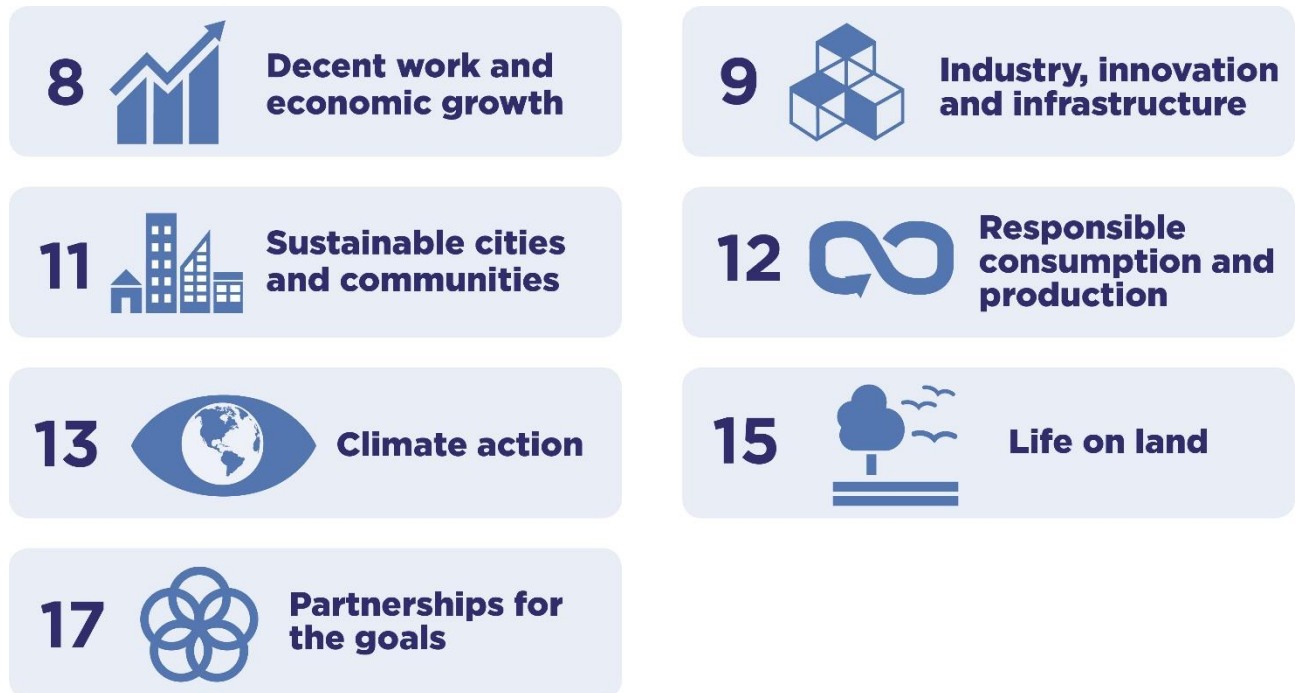 8
Decent work and
economic growth
9
Industry, innovation
and infrastructure
11
Sustainable cities
and communities
12
Responsible
consumption and
production
13
Climate action
15
Life on land
17
Partnerships for
the goals